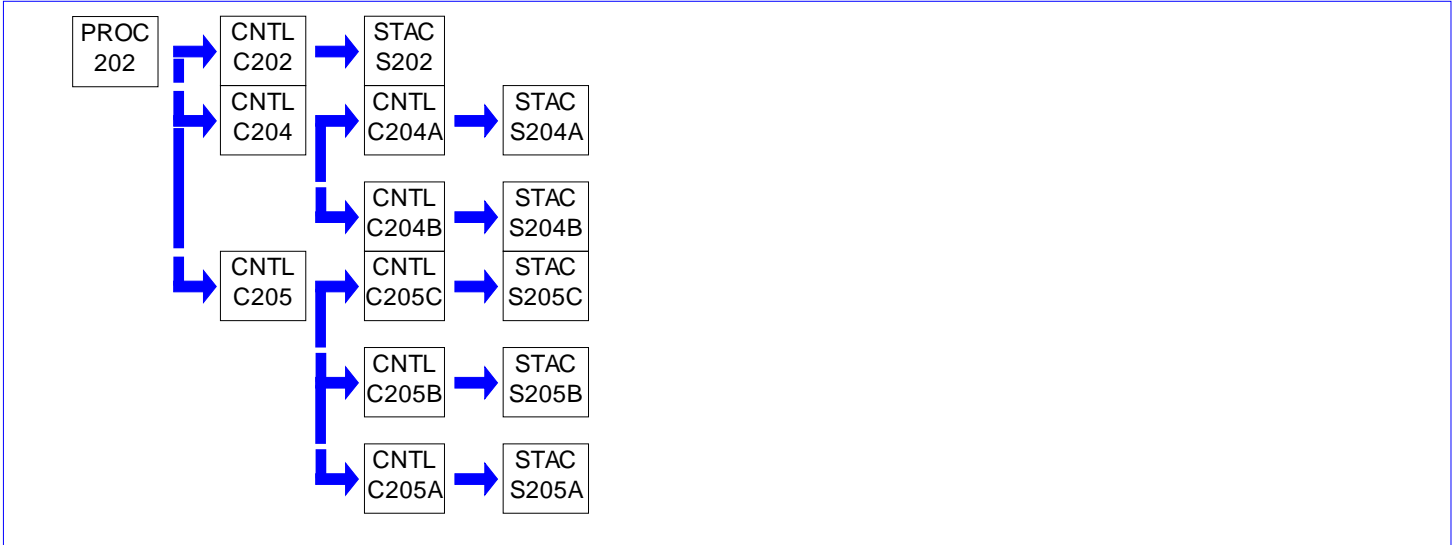 PROC
202
CNTL
C202
STAC
S202
CNTL
C204
CNTL
C204A
STAC
S204A
CNTL
C204B
STAC
S204B
CNTL
C205
CNTL
C205C
STAC
S205C
CNTL
C205B
STAC
S205B
CNTL
C205A
STAC
S205A